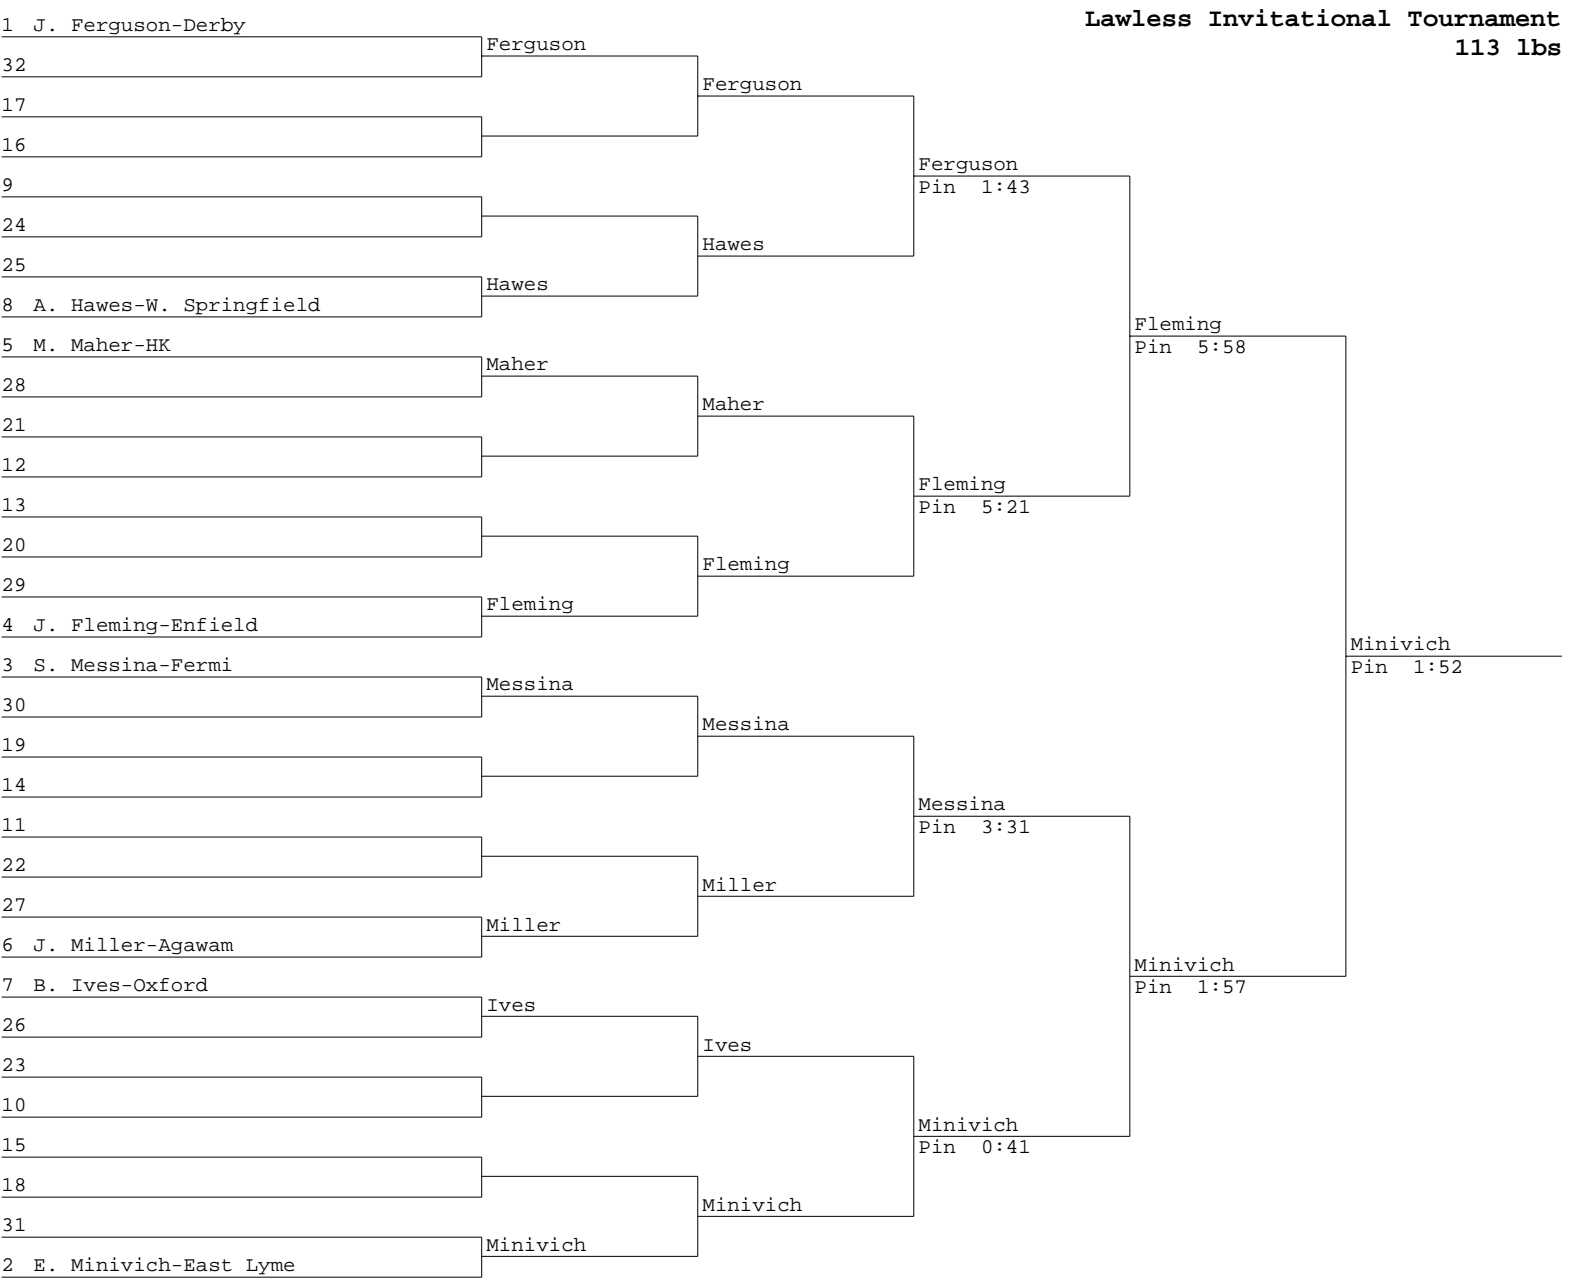 Lawless Invitational Tournament
113 lbs
1 J. Ferguson-Derby
32
17
16
9
24
25
8 A. Hawes-W. Springfield
5 M. Maher-HK
28
21
12
13
20
29
4 J. Fleming-Enfield
3 S. Messina-Fermi
30
19
14
11
22
27
6 J. Miller-Agawam
7 B. Ives-Oxford
26
23
10
15
18
31
2 E. Minivich-East Lyme
Ferguson
Hawes
Maher
Fleming
Messina
Miller
Ives
Minivich
Ferguson
Hawes
Maher
Fleming
Messina
Miller
Ives
Minivich
Ferguson
Pin 1:43
Fleming
Pin 5:21
Messina
Pin 3:31
Minivich
Pin 0:41
Fleming
Pin 5:58
Minivich
Pin 1:57
Minivich
Pin 1:52